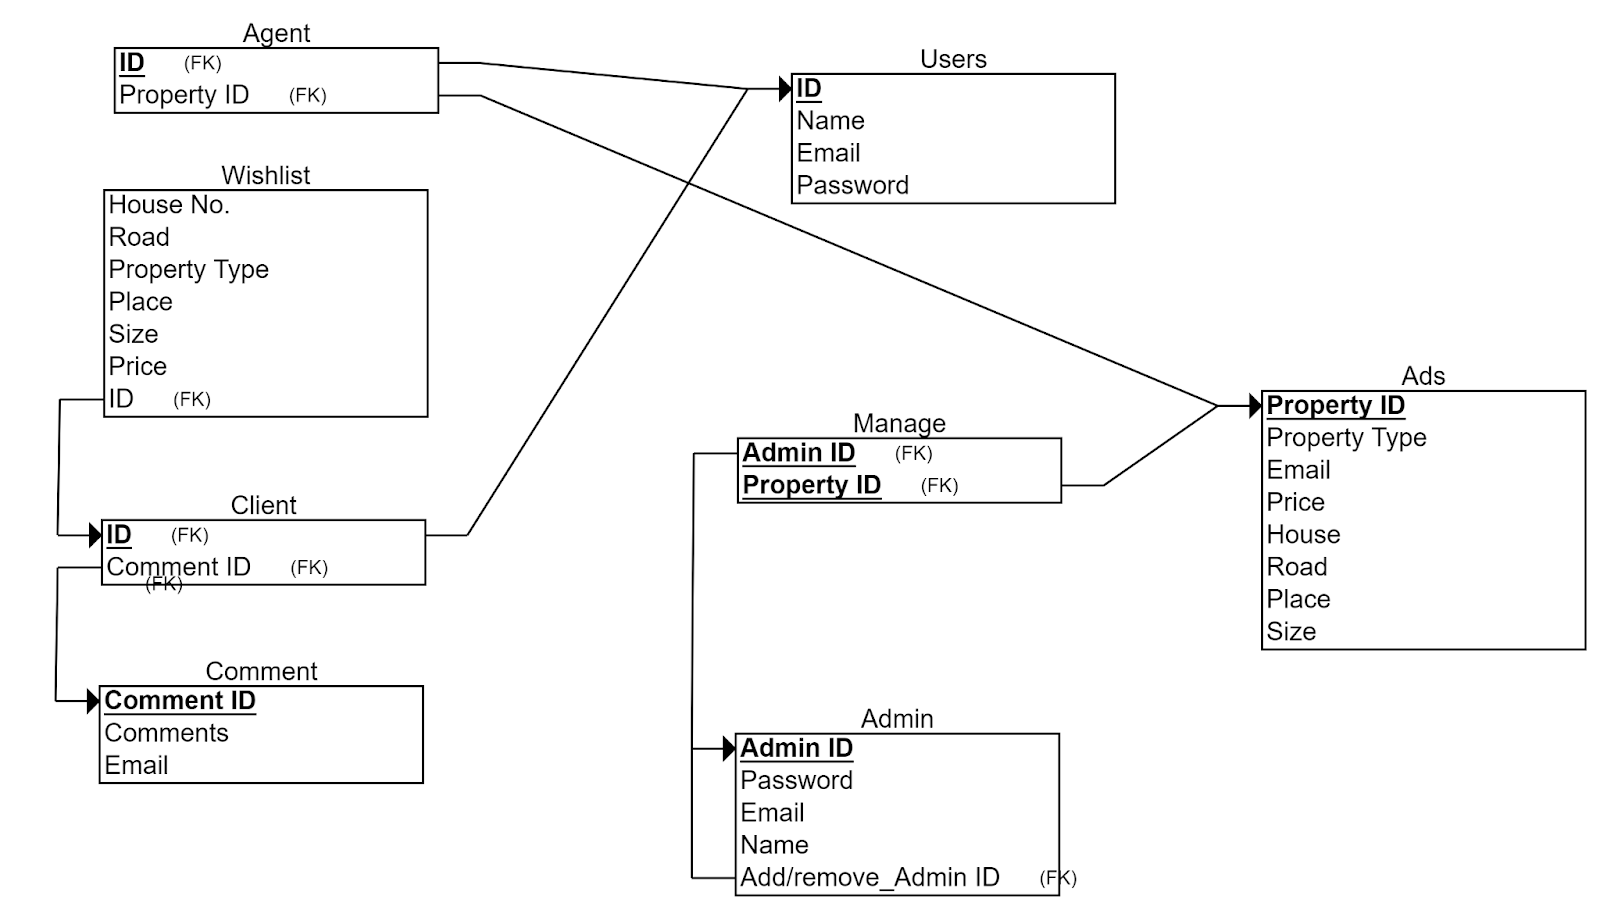 Agent
ID (FK)
Property ID (FK)
Users
ID
Name
Email
Password
Wishlist
House No.
Road
Property Type
Place
Size
Price
ID (FK)
Ads
Property ID
Property Type
Email
Price
House
Road
Place
Size
Manage
Admin ID (FK)
Property ID (FK)
Client
ID (FK)
Comment ID (FK)
(FK)
Comment
Comment ID
Comments
Email
Admin
Admin ID
Password
Email
Name
Add/remove_Admin ID (FK)